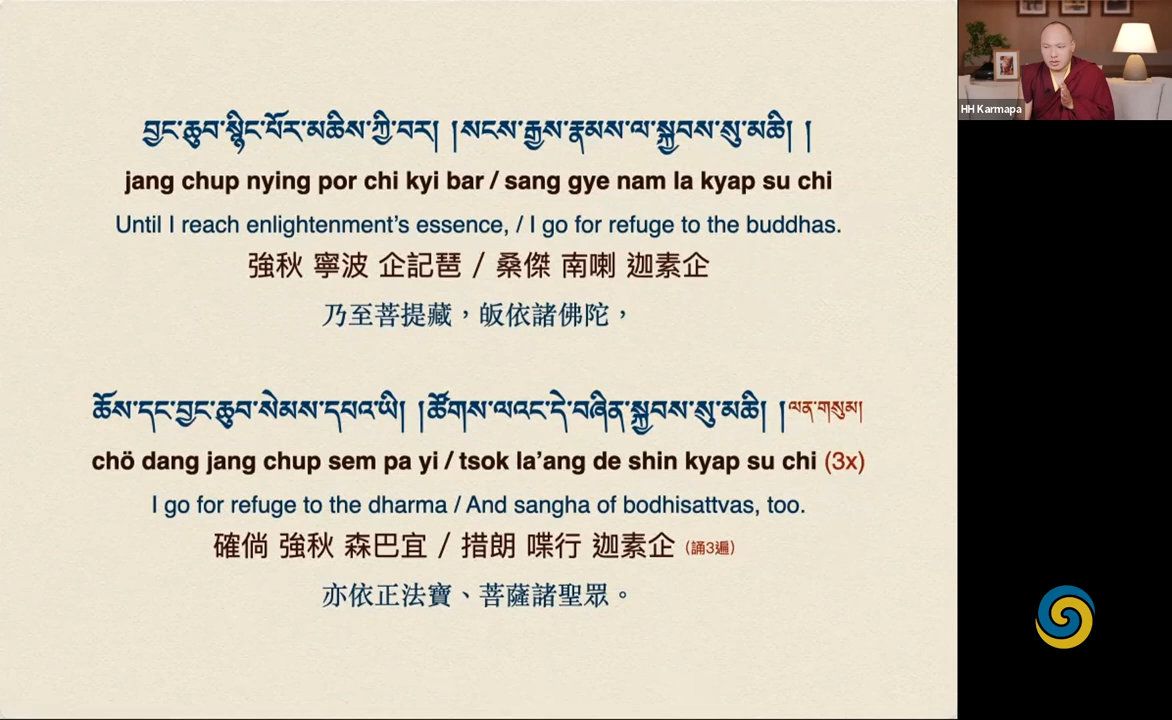 བྱང་ཆུབ་སྙིང་པོར་མཆིས་ཀྱི་བར། །སངས་རྒྱས་རྣམས་ལ་སྐྱབས་སུ་མཆི། །
jang chup nying por chi kyi bar / sang gye nam la kyap su chi
Until I reach enlightenment’s essence, / I go for refuge to the buddhas.
強秋 寧波 企記琶 / 桑傑 南喇 迦素企
乃至菩提藏，皈依諸佛陀，
ཆོས་དང་བྱང་ཆུབ་སེམས་དཔའ་ཡི། །ཚོགས་ལའང་དེ་བཞིན་སྐྱབས་སུ་མཆི། །ལན་གསུམ།
chö dang jang chup sem pa yi / tsok la’ang de shin kyap su chi (3x)
I go for refuge to the dharma / And sangha of bodhisattvas, too.
確倘 強秋 森巴宜 / 措朗 喋行 迦素企 (誦3遍)
亦依正法寶、菩薩諸聖眾。
HH Karmapa